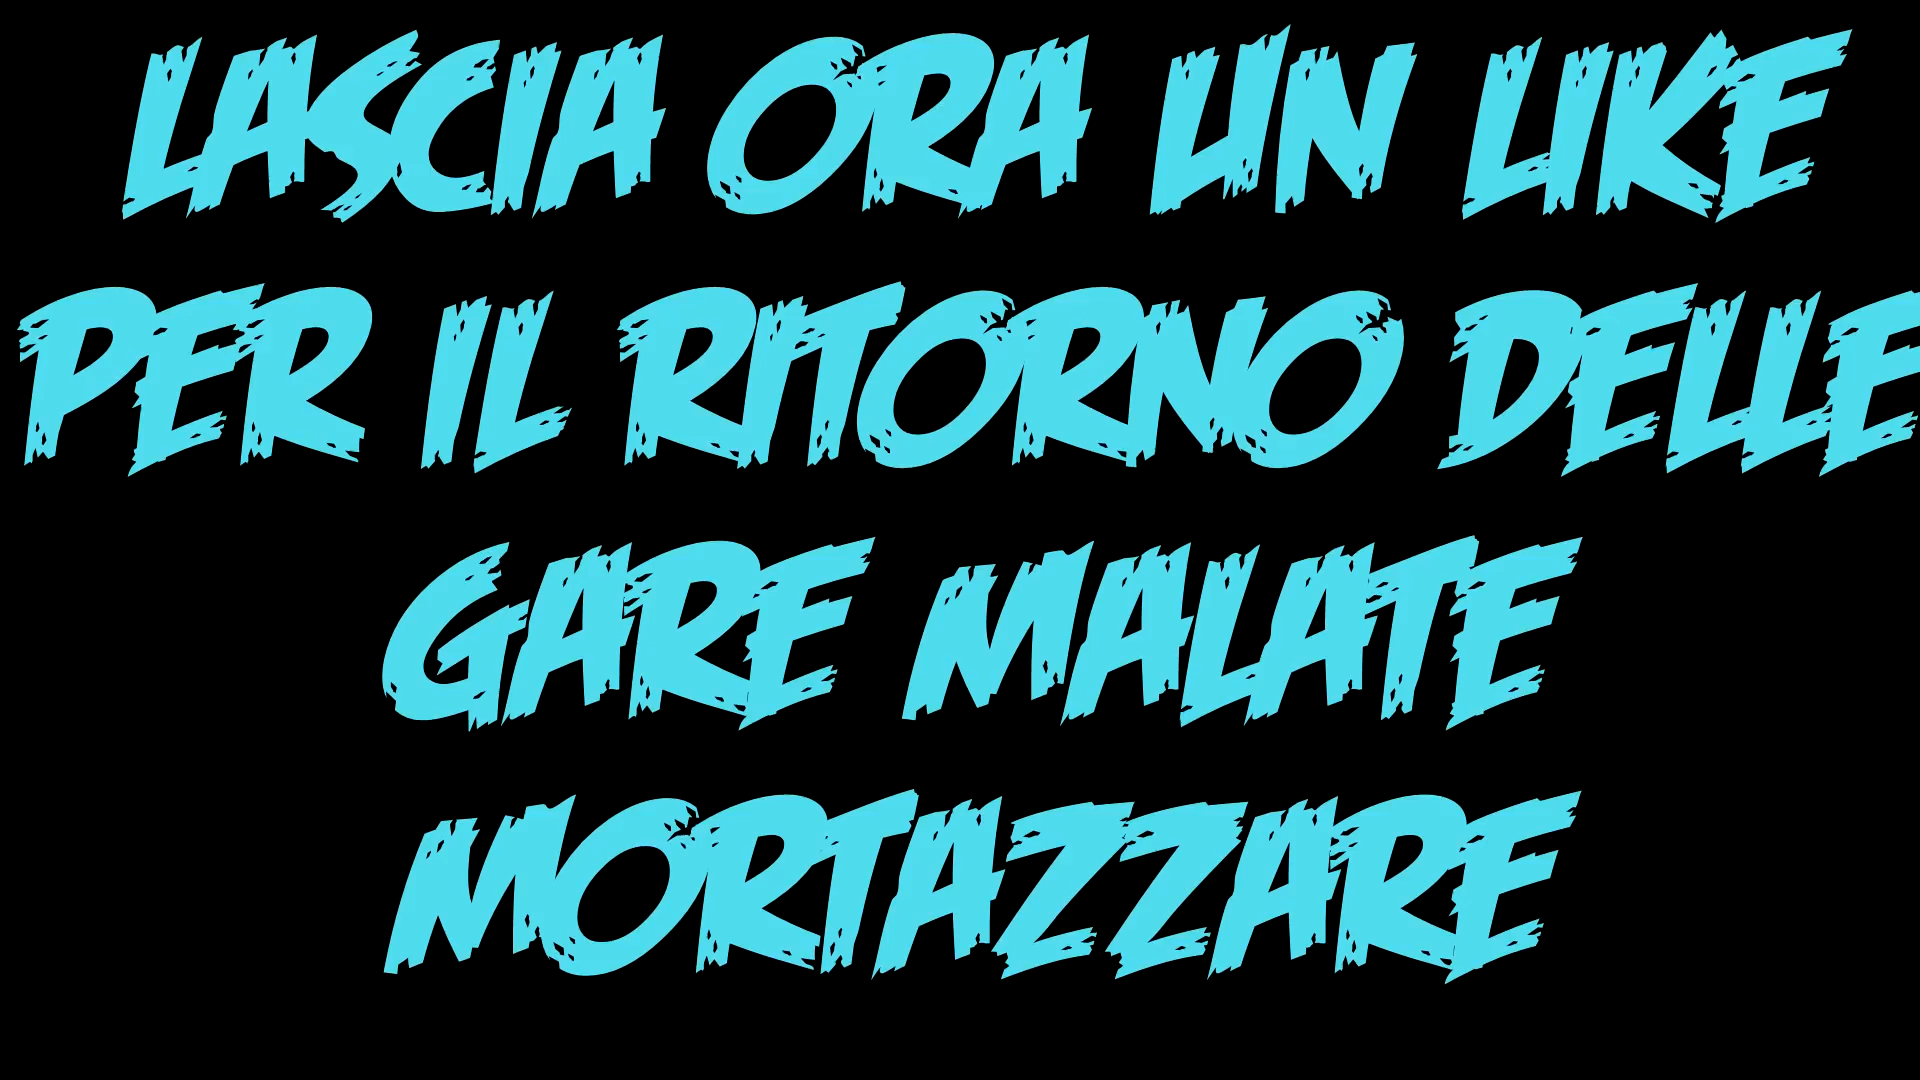 LASCIA ORA UN LIKE
PER IL RITORNO DELLE
GARE MALATE
MORTAZZARE